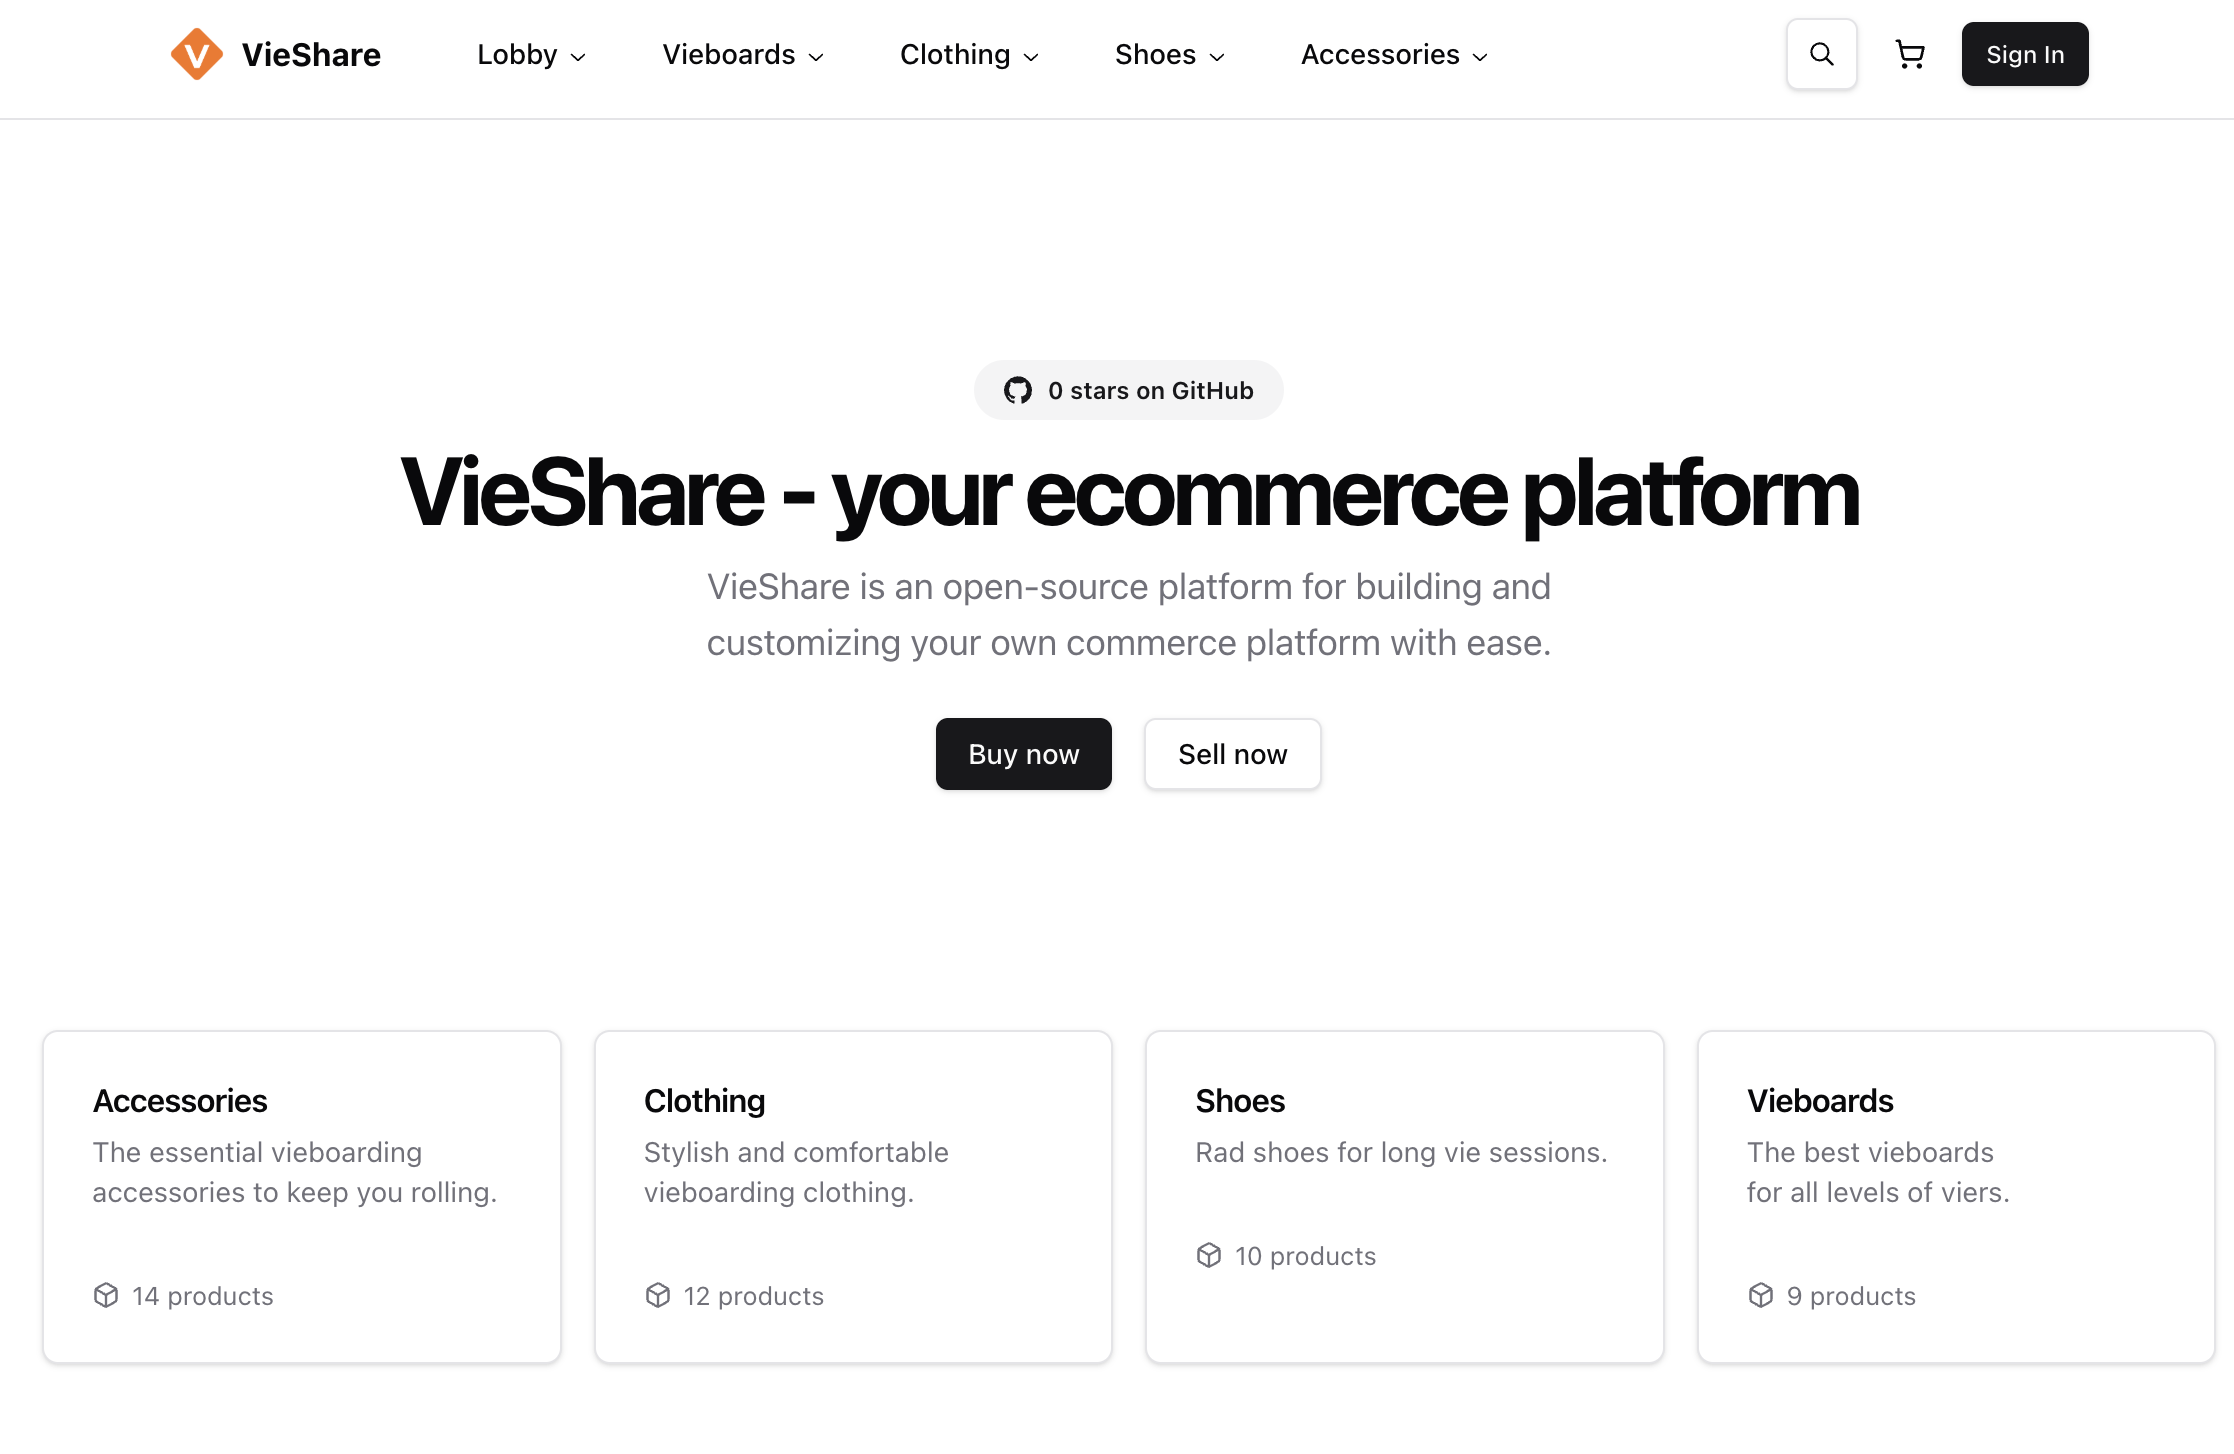 VieShare
Lobby
Vieboards
Clothing
Shoes
Accessories
Sign In
0 stars on GitHub
VieShare - your ecommerce platform
VieShare is an open-source platform for building and
customizing your own commerce platform with ease.
Buy now
Sell now
Accessories
The essential vieboarding
accessories to keep you rolling.
14 products
Clothing
Stylish and comfortable
vieboarding clothing.
12 products
Shoes
Rad shoes for long vie sessions.
10 products
Vieboards
The best vieboards
for all levels of viers.
9 products